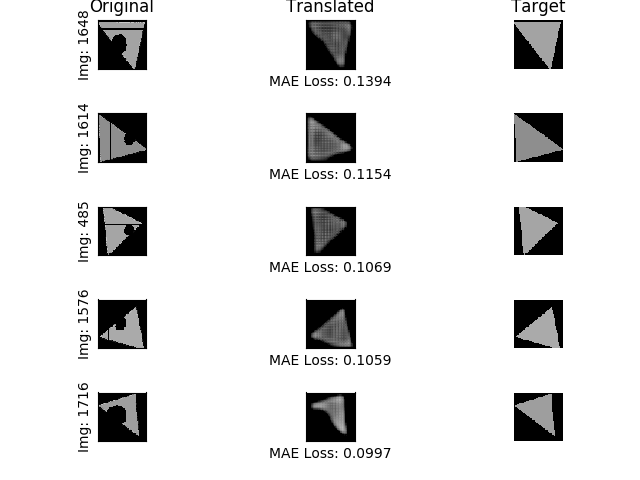 Original Translated Target
Img: 1648
MAE Loss: 0.1394
Img: 1614
MAE Loss: 0.1154
Img: 485
MAE Loss: 0.1069
Img: 1576
MAE Loss: 0.1059
Img: 1716
MAE Loss: 0.0997